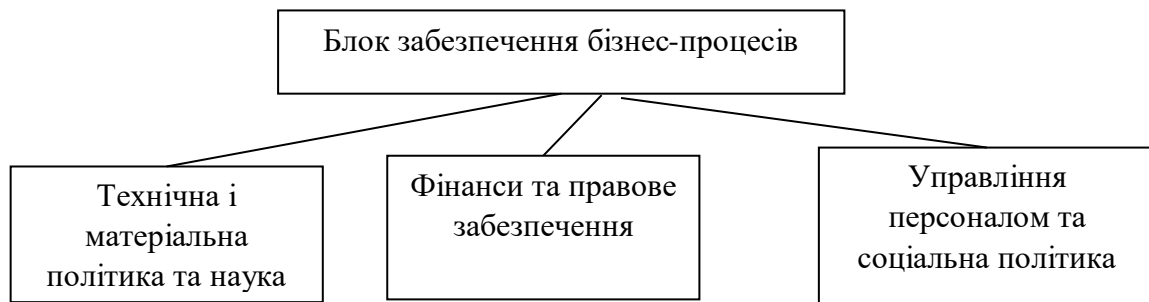 Блок забезпечення бізнес-процесів
Технічна і
матеріальна
політика та наука
Фінанси та правове
забезпечення
Управління
персоналом та
соціальна політика